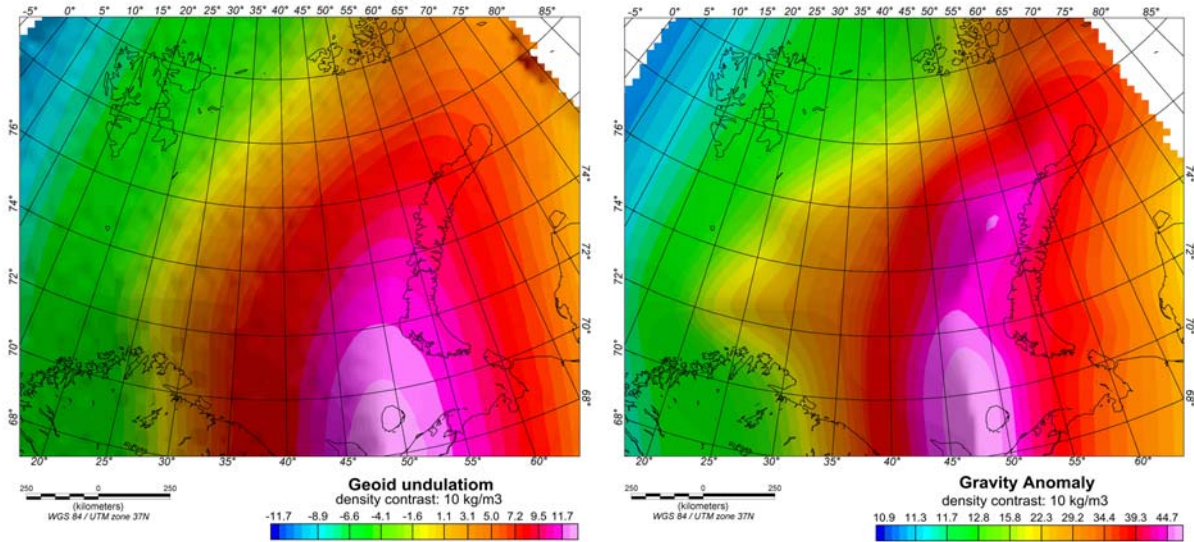 -5° 0° 5° 10° 15° 20° 25° 30° 35° 40° 45° 50° 55° 60° 65° 70° 75° 80° 85°
76°
74°
72°
70°
68°
74°
72°
70°
68°
20° 25° 30° 35° 40° 45° 50° 55° 60°
250 0 250
(kilometers)
WGS 84 / UTM zone 37N
Geoid undulatiom
density contrast: 10 kg/m3
-11.7 -8.9 -6.6 -4.1 -1.6 1.1 3.1 5.0 7.2 9.5 11.7
-5° 0° 5° 10° 15° 20° 25° 30° 35° 40° 45° 50° 55° 60° 65° 70° 75° 80° 85°
76°
74°
72°
70°
68°
74°
72°
70°
68°
20° 25° 30° 35° 40° 45° 50° 55° 60°
250 0 250
(kilometers)
WGS 84 / UTM zone 37N
Gravity Anomaly
density contrast: 10 kg/m3
10.9 11.7 12.8 15.8 22.3 29.2 34.4 39.3 44.7